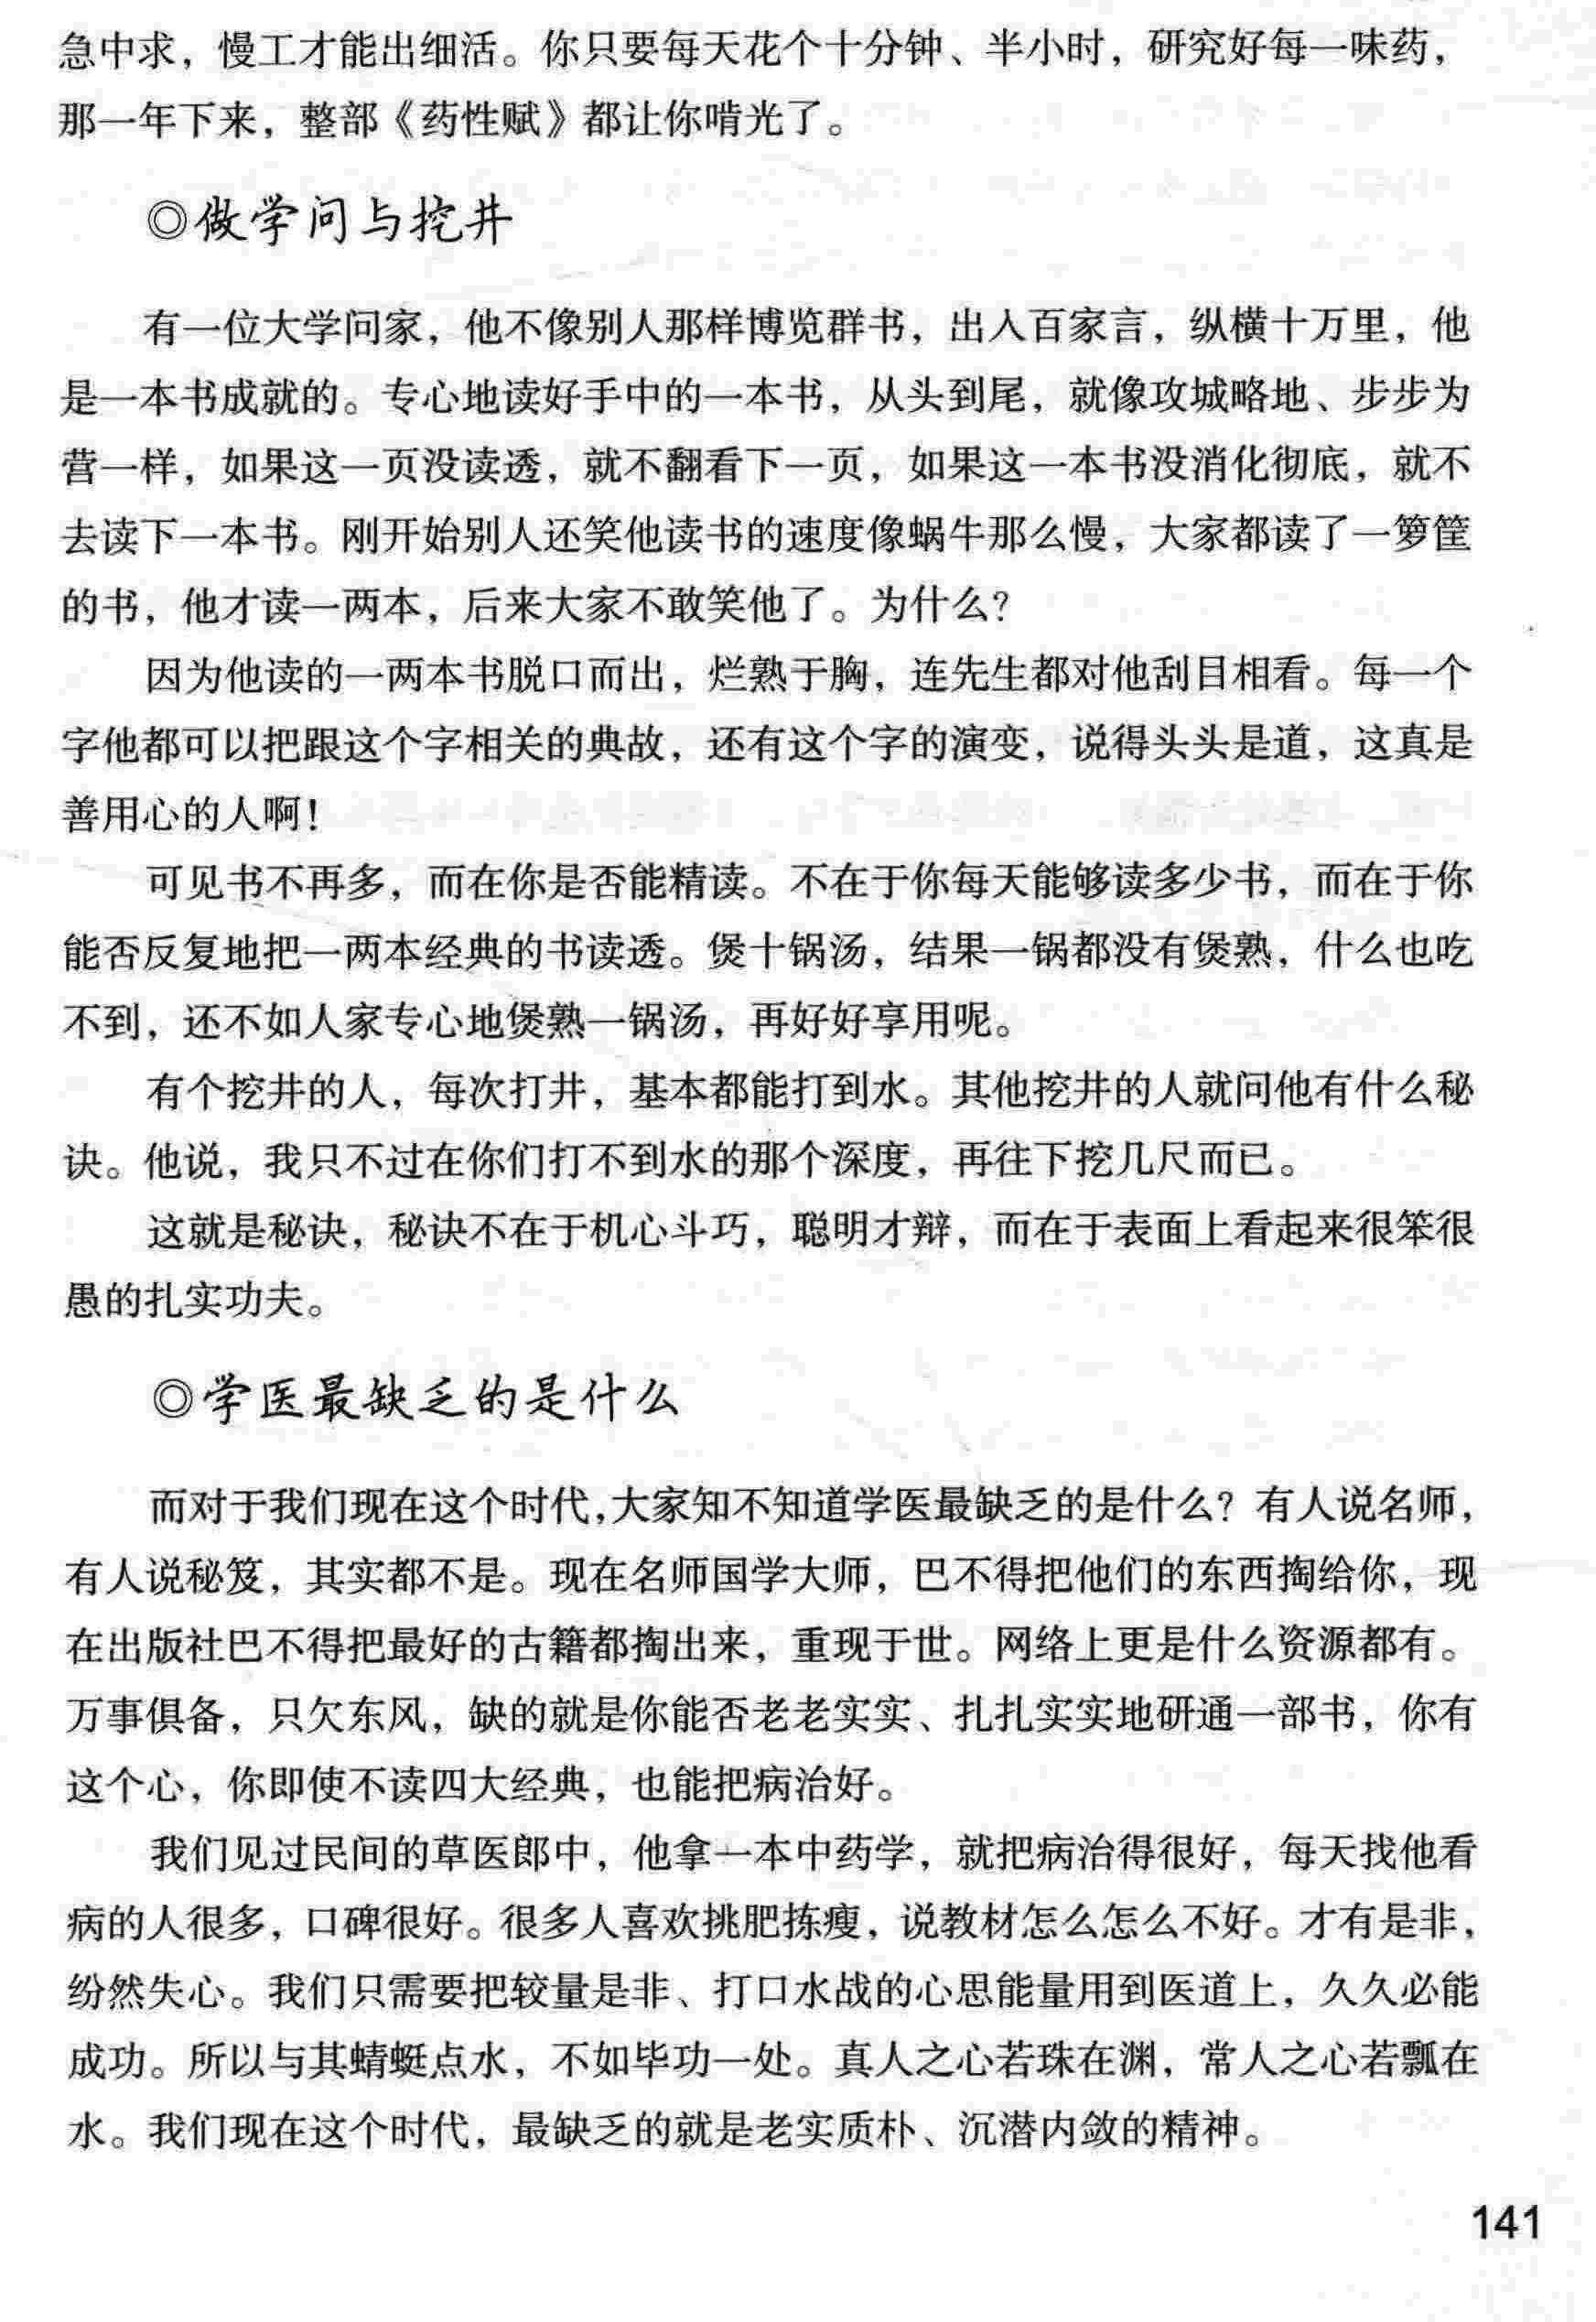 急中求，慢工才能出细活。你只要每天花个十分钟、半小时，研究好每一味药，
那一年下来，整部《药性赋》都让你啃光了。
◎做学问与挖井
有一位大学问家，他不像别人那样博览群书，出入百家言，纵横十万里，他
是一本书成就的。专心地读好手中的一本书，从头到尾，就像攻城略地、步步为
营一样，如果这一页没读透，就不翻看下一页，如果这一本书没消化彻底，就不
去读下一本书。刚开始别人还笑他读书的速度像蜗牛那么慢，大家都读了一箩筐
的书，他才读一两本，后来大家不敢笑他了。为什么？
因为他读的一两本书脱口而出，烂熟于胸，连先生都对他刮目相看。每一个
字他都可以把跟这个字相关的典故，还有这个字的演变，说得头头是道，这真是
善用心的人啊！
可见书不再多，而在你是否能精读。不在于你每天能够读多少书，而在于你
能否反复地把一两本经典的书读透。煲十锅汤，结果一锅都没有煲熟，什么也吃
不到，还不如人家专心地煲熟一锅汤，再好好享用呢。
有个挖井的人，每次打井，基本都能打到水。其他挖井的人就问他有什么秘
诀。他说，我只不过在你们打不到水的那个深度，再往下挖几尺而已。
这就是秘诀，秘诀不在于机心斗巧，聪明才辩，而在于表面上看起来很笨很
愚的扎实功夫。
◎学医最缺乏的是什么
而对于我们现在这个时代，大家知不知道学医最缺乏的是什么？有人说名师，
有人说秘笈，其实都不是。现在名师国学大师，巴不得把他们的东西掏给你，现
在出版社巴不得把最好的古籍都掏出来，重现于世。网络上更是什么资源都有。
万事俱备，只欠东风，缺的就是你能否老老实实、扎扎实实地研通一部书，你有
这个心，你即使不读四大经典，也能把病治好。
我们见过民间的草医郎中，他拿一本中药学，就把病治得很好，每天找他看
病的人很多，口碑很好。很多人喜欢挑肥拣瘦，说教材怎么怎么不好。才有是非，
纷然失心。我们只需要把较量是非、打口水战的心思能量用到医道上，久久必能
成功。所以与其蜻蜓点水，不如毕功一处。真人之心若珠在渊，常人之心若瓢在
水。我们现在这个时代，最缺乏的就是老实质朴、沉潜内敛的精神。
141